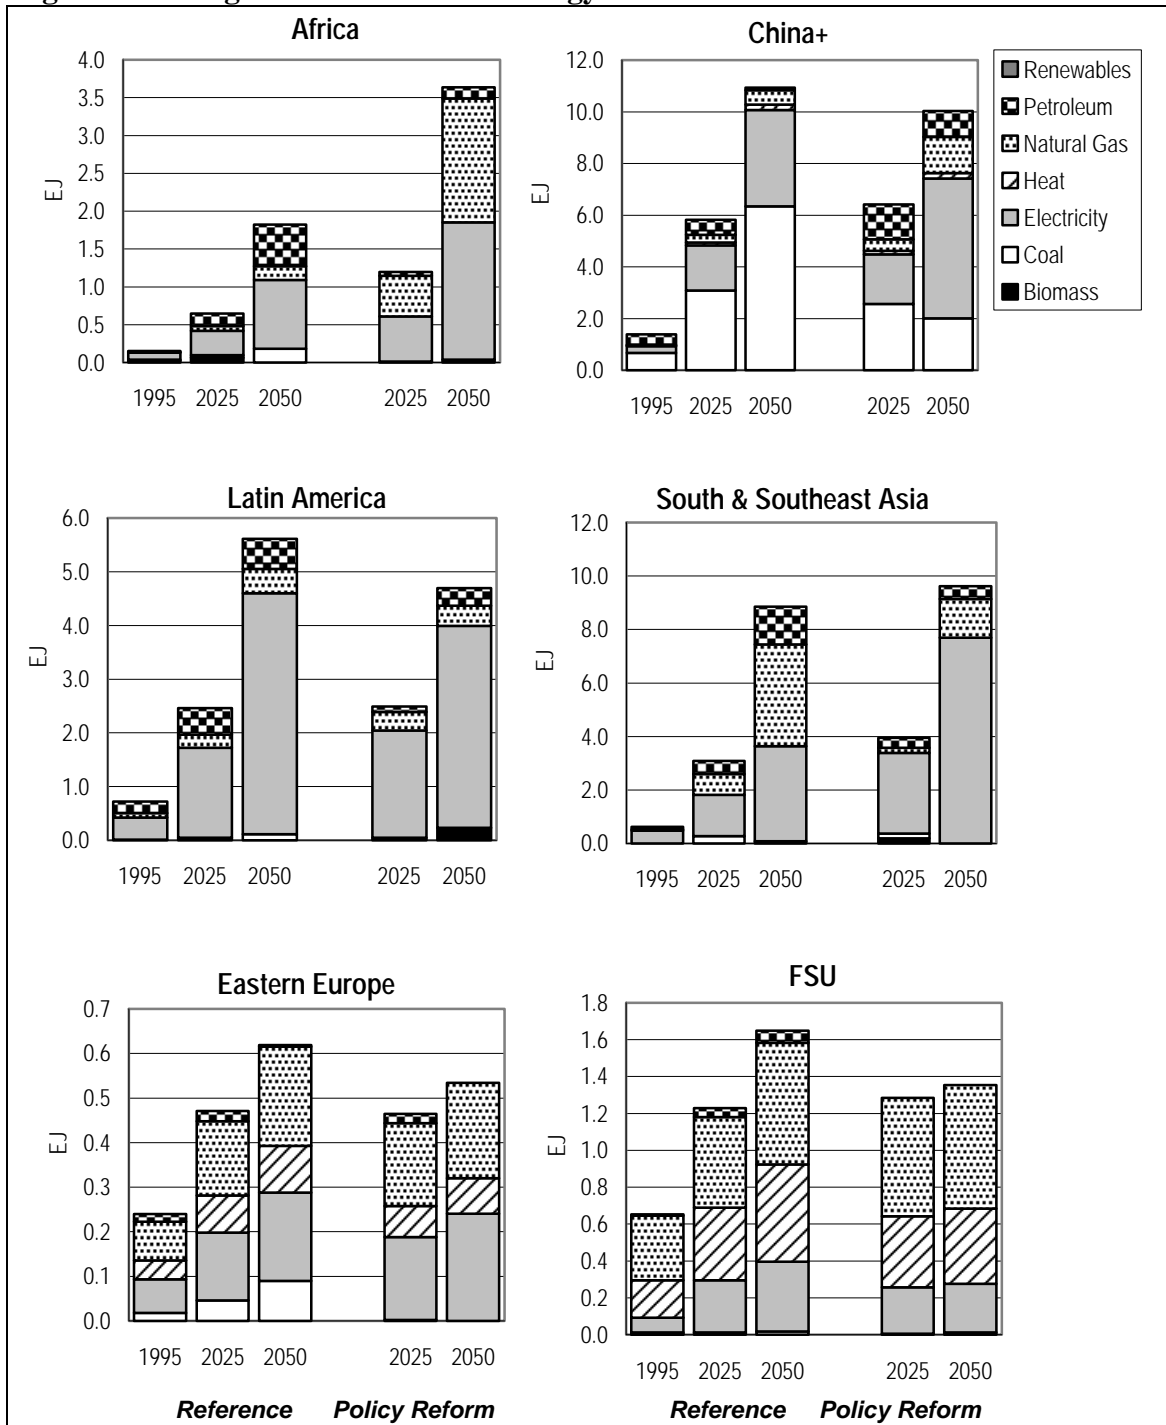 Africa
4.0
3.5
3.0
2.5
2.0
1.5
1.0
0.5
0.0
EJ
1995 2025 2050 2025 2050
China+
12.0
10.0
8.0
6.0
4.0
2.0
0.0
EJ
1995 2025 2050 2025 2050
Renewables
Petroleum
Natural Gas
Heat
Electricity
Coal
Biomass
Latin America
6.0
5.0
4.0
3.0
2.0
1.0
0.0
EJ
1995 2025 2050 2025 2050
South & Southeast Asia
12.0
10.0
8.0
6.0
4.0
2.0
0.0
EJ
1995 2025 2050 2025 2050
Eastern Europe
0.7
0.6
0.5
0.4
0.3
0.2
0.1
0.0
EJ
1995 2025 2050 2025 2050
Reference Policy Reform
FSU
1.8
1.6
1.4
1.2
1.0
0.8
0.6
0.4
0.2
0.0
EJ
1995 2025 2050 2025 2050
Reference Policy Reform